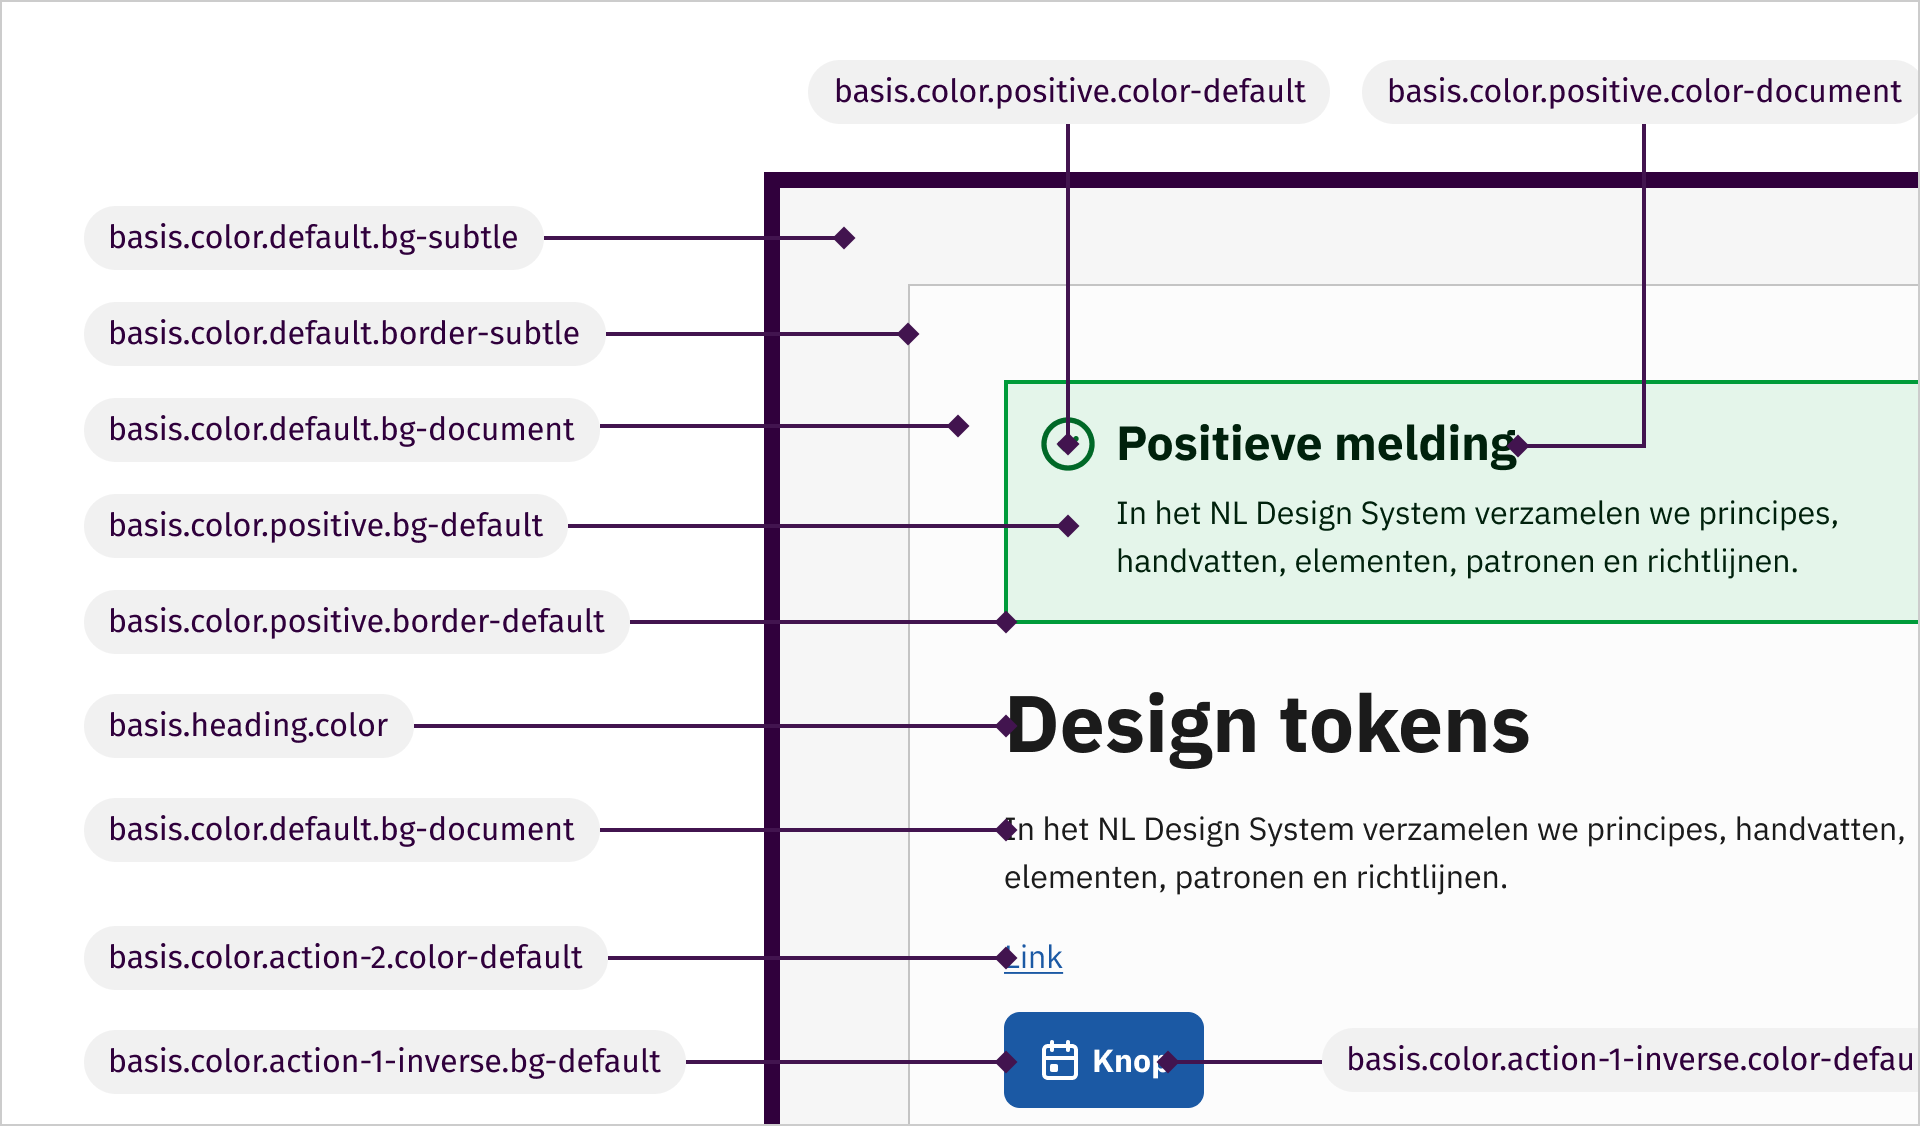 basis.color.positive.color-default
basis.color.positive.color-document
basis.color.default.bg-subtle
basis.color.default.border-subtle
basis.color.default.bg-document
basis.color.positive.bg-default
basis.color.positive.border-default
basis.heading.color
basis.color.default.bg-document
basis.color.action-2.color-default
basis.color.action-1-inverse.bg-default
Positieve melding
In het NL Design System verzamelen we principes,
handvatten, elementen, patronen en richtlijnen.
Design tokens
In het NL Design System verzamelen we principes, handvatten,
elementen, patronen en richtlijnen.
Link
Knop
basis.color.action-1-inverse.color-defau